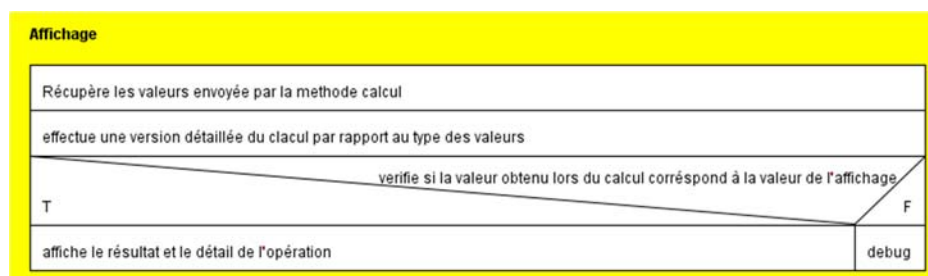 Affichage
Récupère les valeurs envoyée par la methode calcul
effectue une version détaillée du clacul par rapport au type des valeurs
verifie si la valeur obtenu lors du calcul corréspond à la valeur de l'affichage
T
F
affiche le résultat et le détail de l'opération
debug